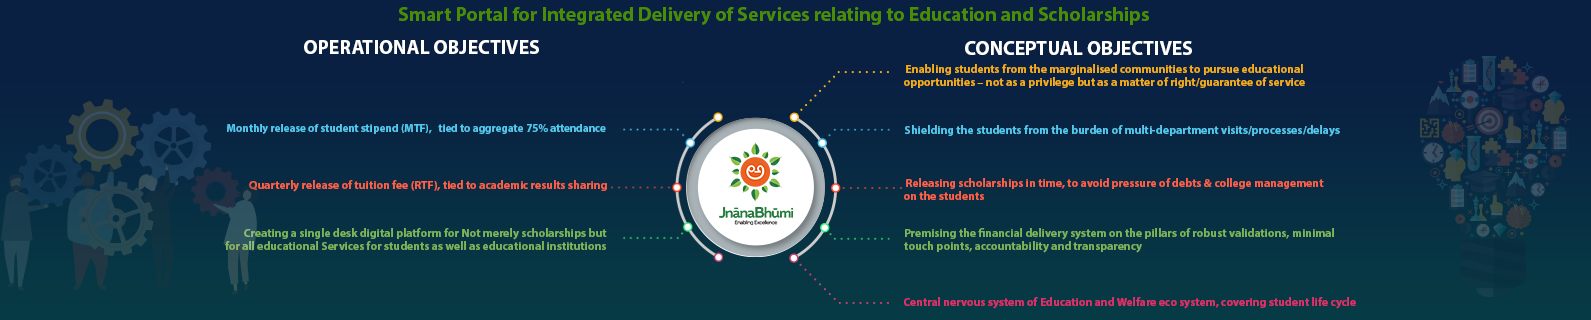 Smart Portal for Integrated Delivery of Services relating to Education and Scholarships
OPERATIONAL OBJECTIVES
Monthly release of student stipend (MTF), tied to aggregate 75% attendance
Quarterly release of tuition fee (RTF), tied to academic results sharing
Creating a single desk digital platform for Not merely scholarships but
for all educational Services for students as well as educational institutions
JnānaBhūmi
Enabling Excellence
CONCEPTUAL OBJECTIVES
Enabling students from the marginalised communities to pursue educational
opportunities – not as a privilege but as a matter of right/guarantee of service
Shielding the students from the burden of multi-department visits/processes/delays
Releasing scholarships in time, to avoid pressure of debts & college management
on the students
Premising the financial delivery system on the pillars of robust validations, minimal
touch points, accountability and transparency
Central nervous system of Education and Welfare eco system, covering student life cycle